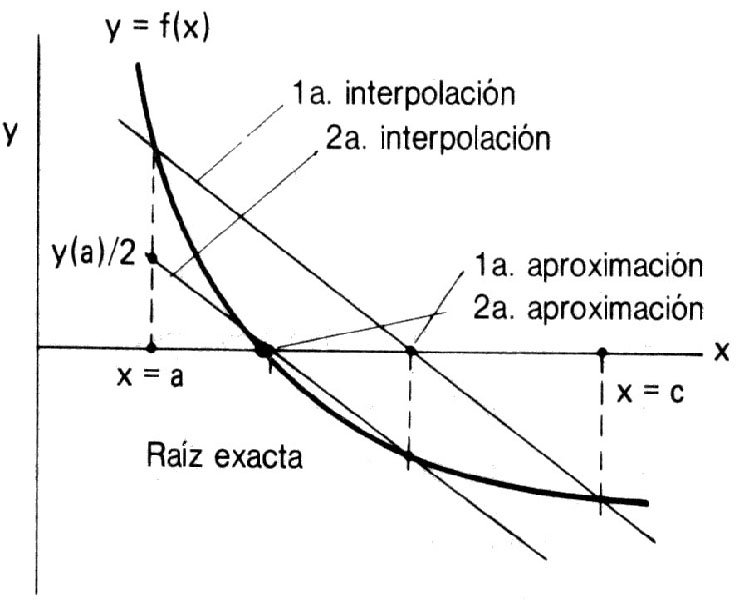 y = f(x)
1a. interpolación
2a. interpolación
y
y(a)/2
1a. aproximación
2a. aproximación
x
x = a
x = c
Raíz exacta